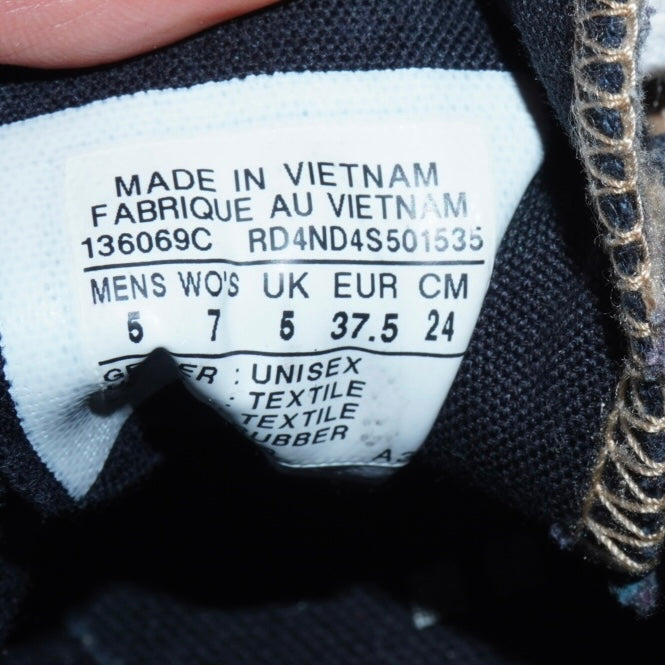 MADE IN VIETNAM
FABRIQUE AU VIETNAM
136069C RD4ND4S501535
MENS WO'S UK EUR CM
5 7 5 37.5 24
: UNISEX
: TEXTILE
TEXTILE